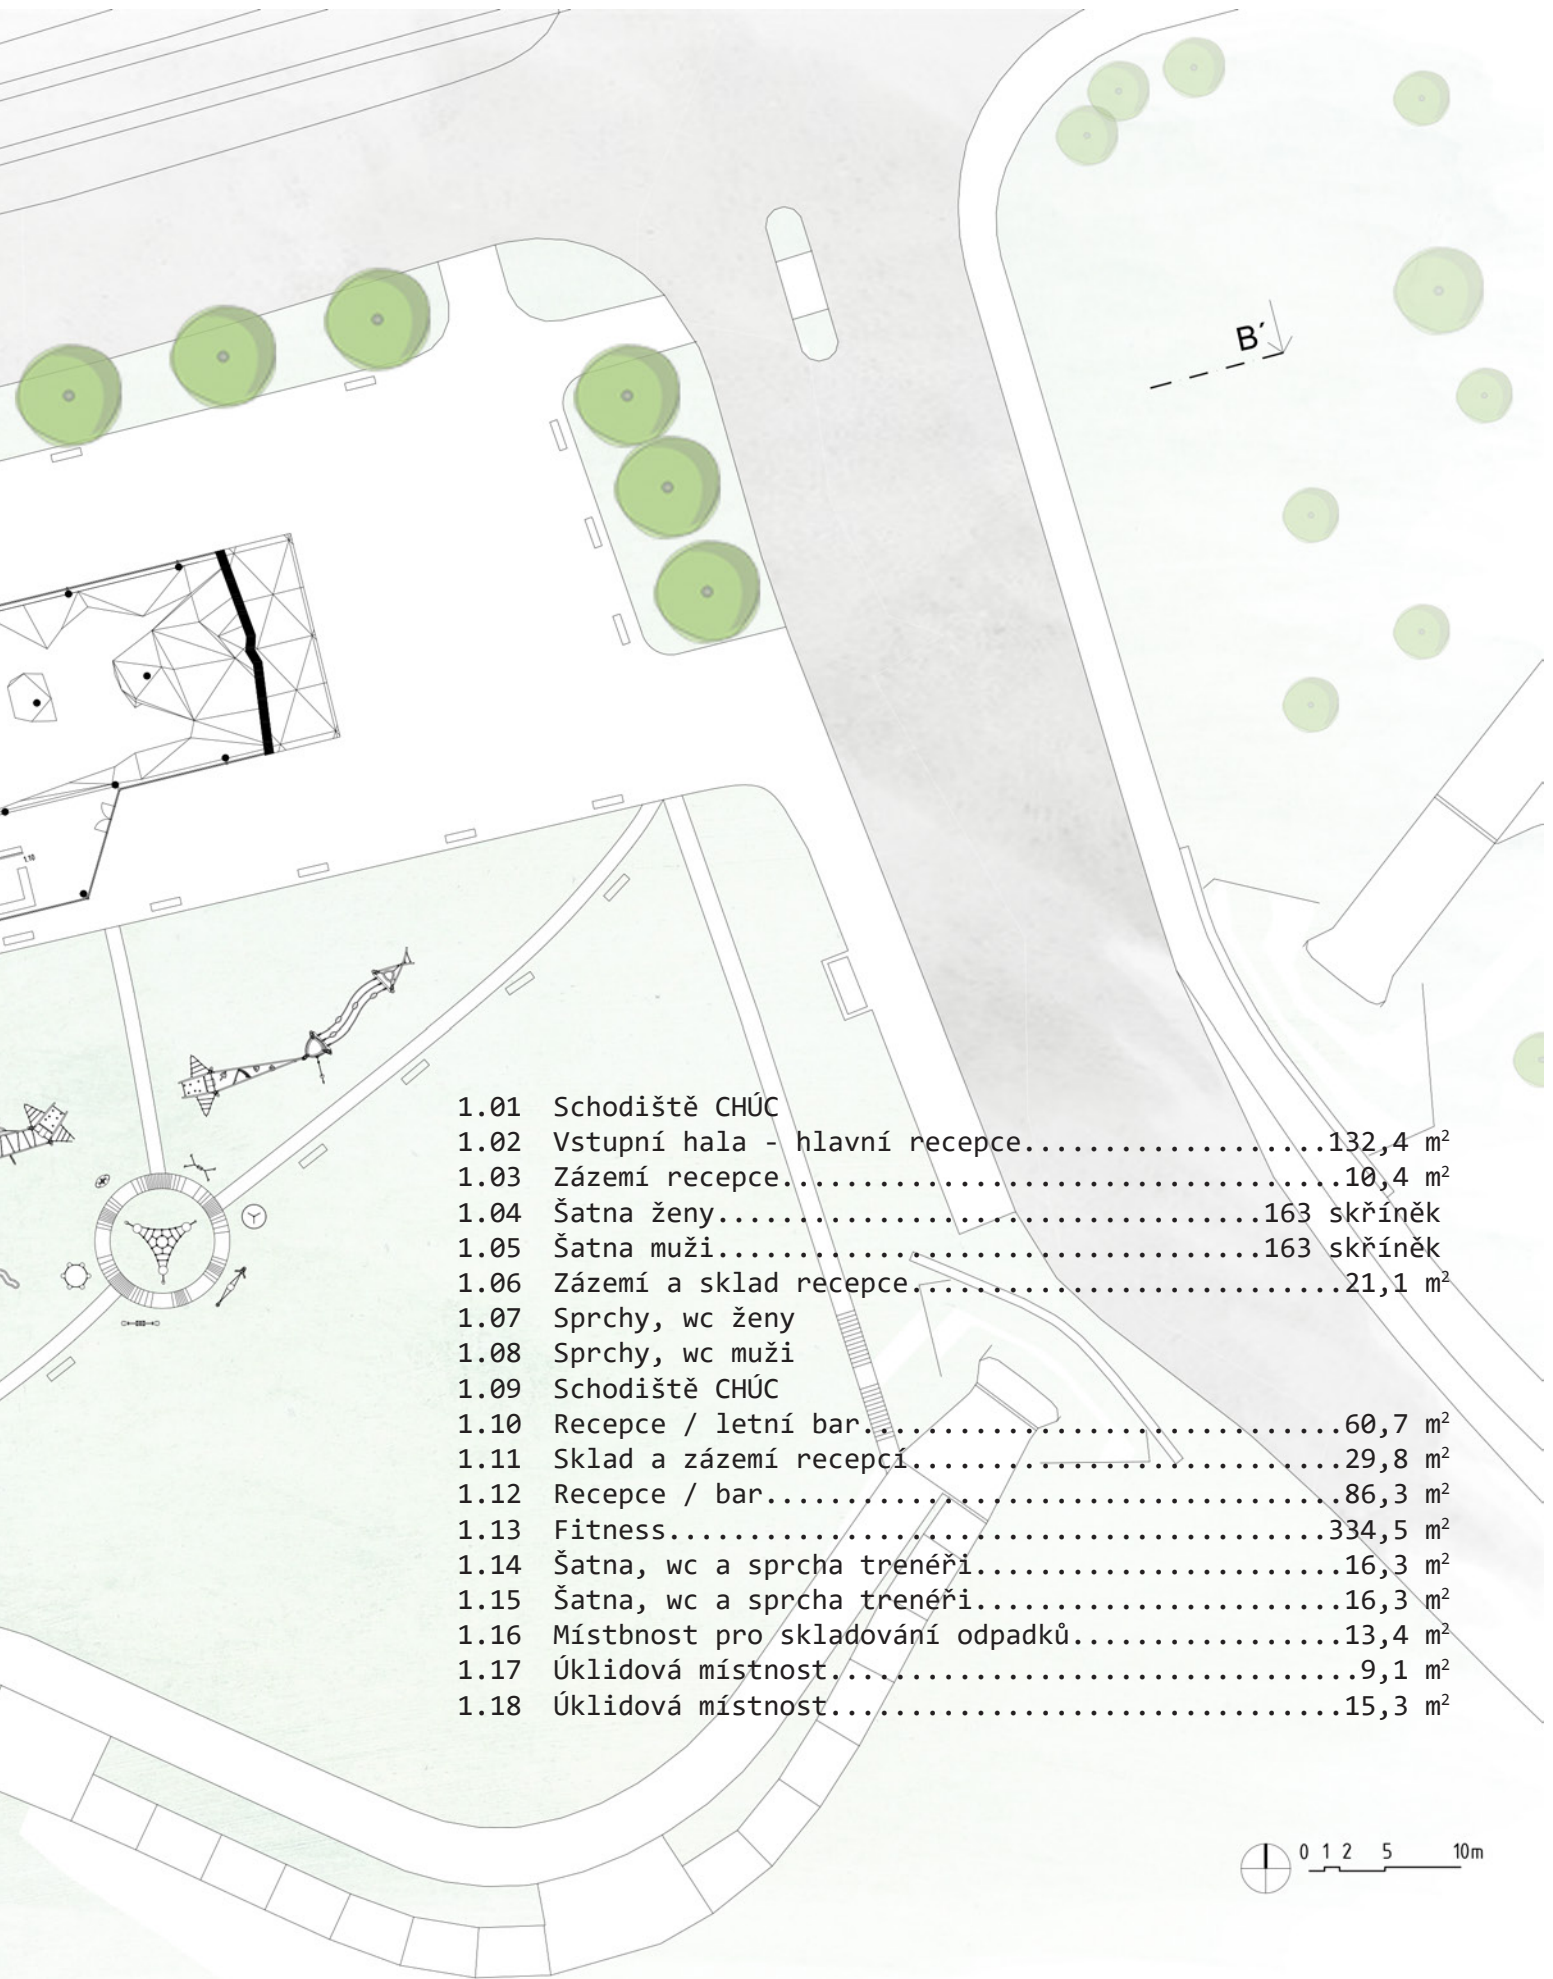 B´
1.10
1.01 Schodiště CHÚC
1.02 Vstupní hala - hlavní recepce...................132,4 m²
1.03 Zázemí recepce...................................10,4 m²
1.04 Šatna ženy..................................163 skříněk
1.05 Šatna muži..................................163 skříněk
1.06 Zázemí a sklad recepce...........................21,1 m²
1.07 Sprchy, wc ženy
1.08 Sprchy, wc muži
1.09 Schodiště CHÚC
1.10 Recepce / letní bar..............................60,7 m²
1.11 Sklad a zázemí recepcí...........................29,8 m²
1.12 Recepce / bar....................................86,3 m²
1.13 Fitness.........................................334,5 m²
1.14 Šatna, wc a sprcha trenéři.......................16,3 m²
1.15 Šatna, wc a sprcha trenéři.......................16,3 m²
1.16 Místbnost pro skladování odpadků.................13,4 m²
1.17 Úklidová místnost.................................9,1 m²
1.18 Úklidová místnost................................15,3 m²
0 1 2 5 10m